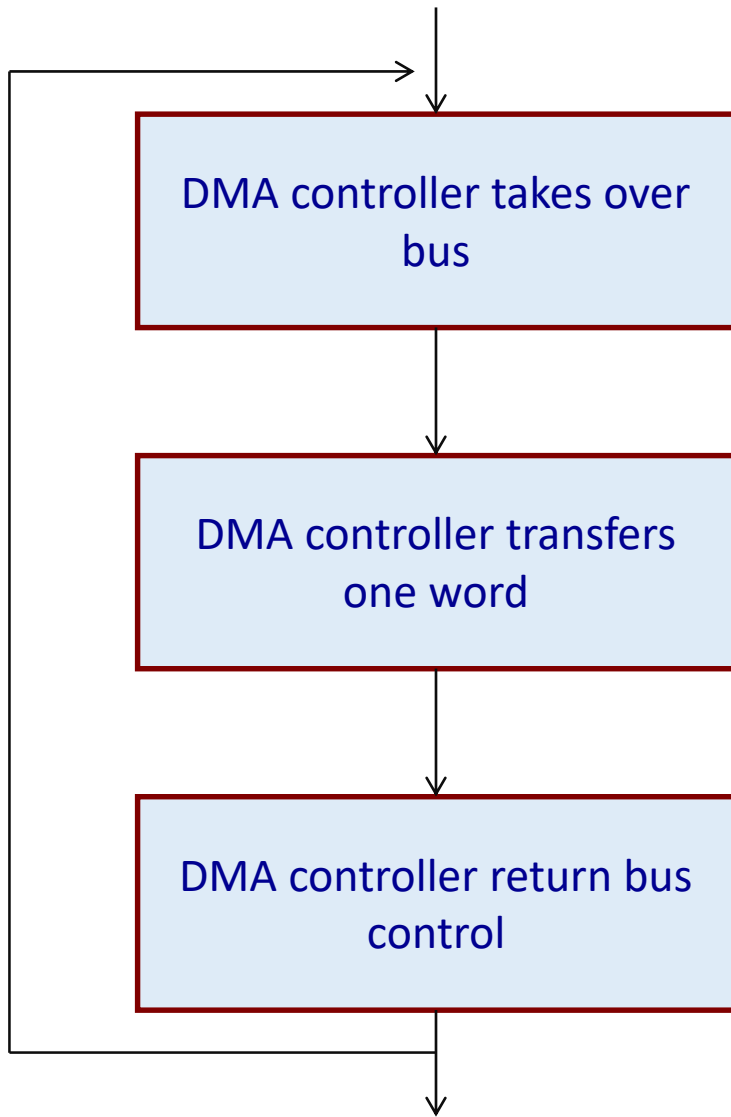 DMA controller takes over
bus
DMA controller transfers
one word
DMA controller return bus
control